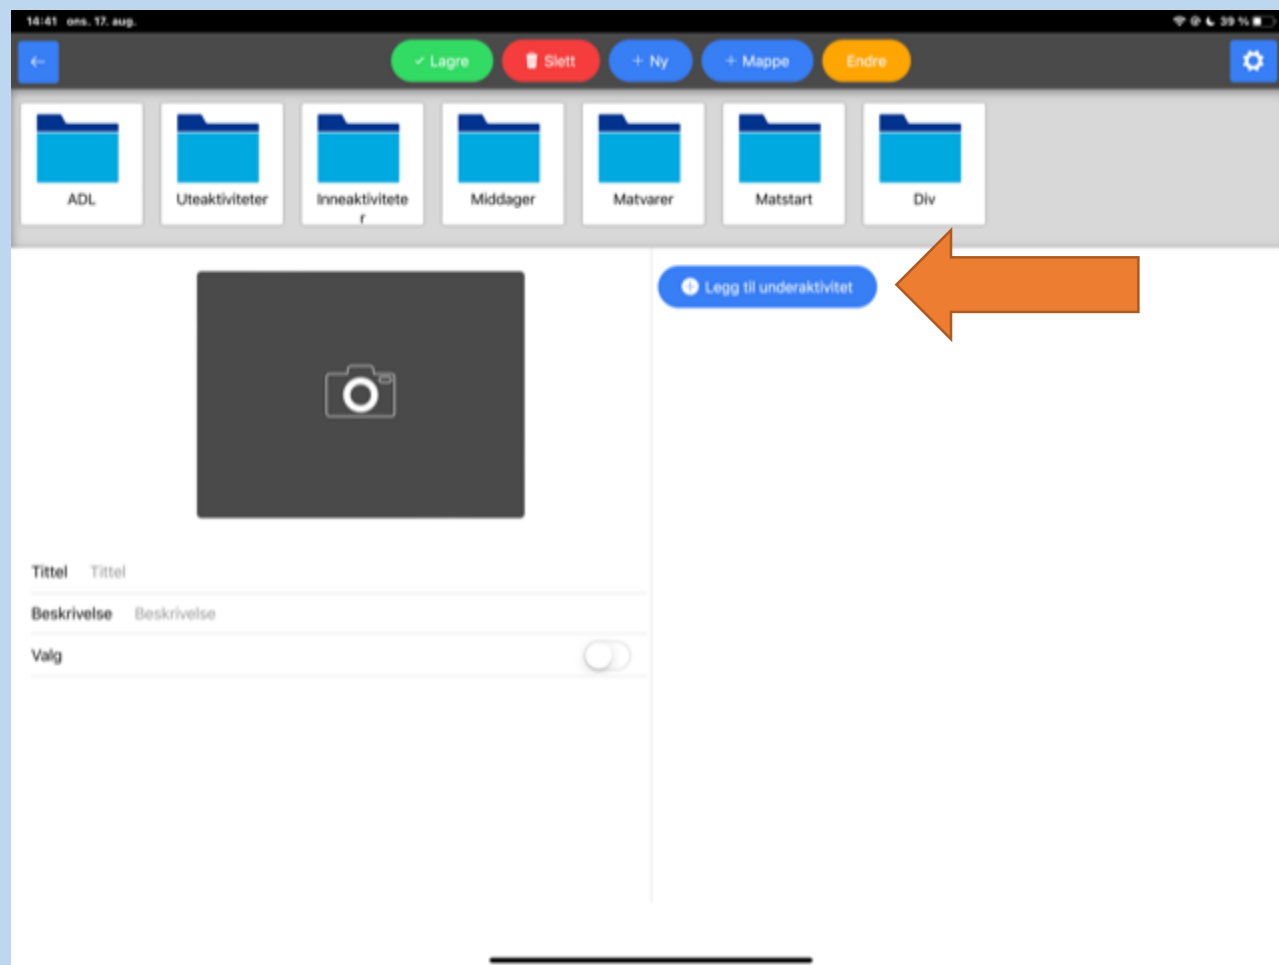 14:41 ons. 17. aug.
39 %
Lagre
Slett
+ Ny
+ Mappe
Endre
ADL
Uteaktiviteter
Inneaktivitete
r
Middager
Matvarer
Matstart
Div
Legg til underaktivitet
Tittel Tittel
Beskrivelse Beskrivelse
Valg